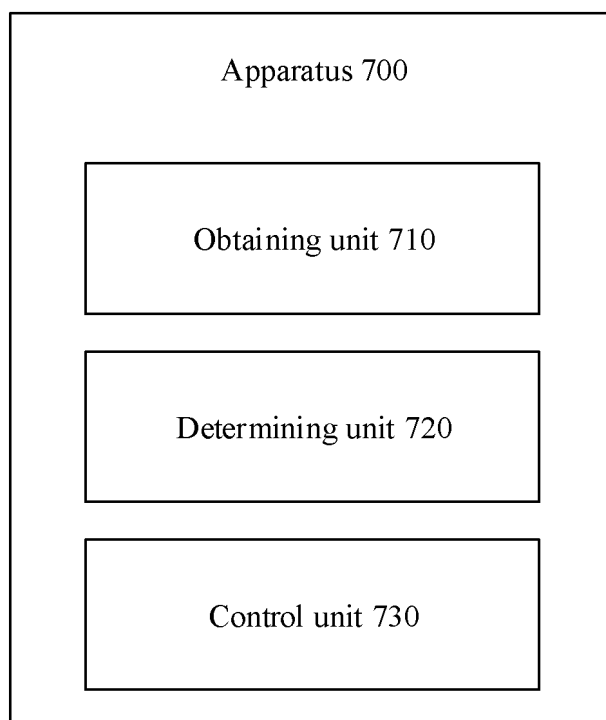 Apparatus 700
Obtaining unit 710
Determining unit 720
Control unit 730